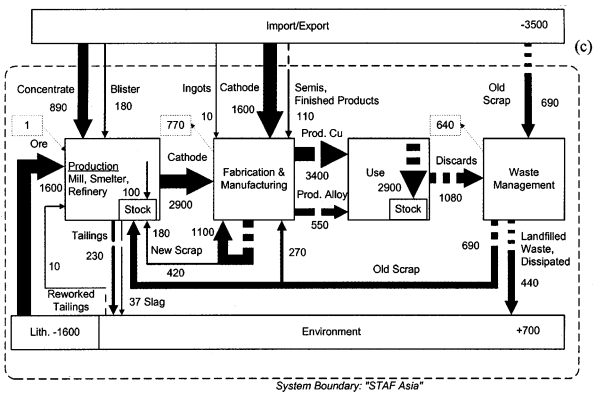 Import/Export
-3500
(c)
Concentrate
890
Blister
180
Ingots
10
Cathode
1600
Semis,
Finished Products
110
Old
Scrap
690
1
770
640
Ore
1600
Production
Mill, Smelter,
Refinery
100
Stock
Cathode
2900
Fabrication &
Manufacturing
Prod. Cu
3400
Prod. Alloy
550
Use
2900
Stock
Discards
1080
Waste
Management
Tailings
230
180
New Scrap
420
1100
270
Old Scrap
690
Landfilled
Waste,
Dissipated
440
10
Reworked
Tailings
37 Slag
Lith. -1600
Environment
+700
System Boundary: "STAF Asia"